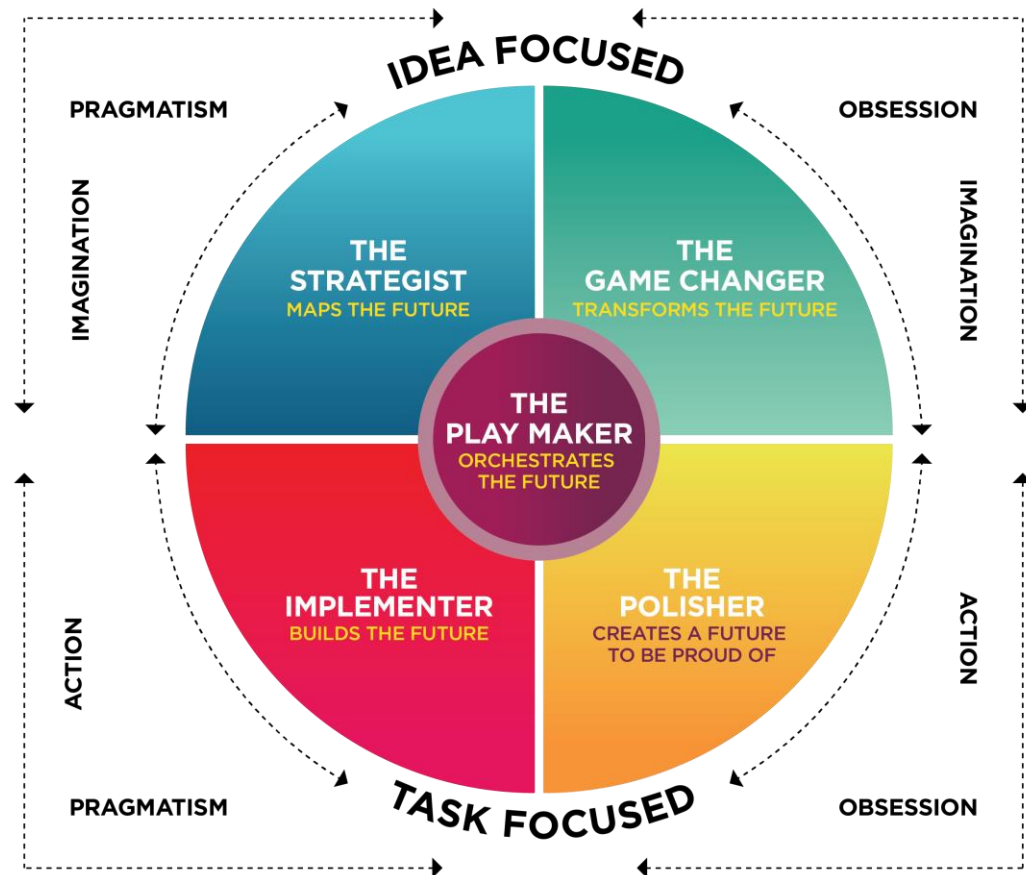 IDEA FOCUSED
PRAGMATISM
OBSESSION
IMAGINATION
IMAGINATION
THE
STRATEGIST
MAPS THE FUTURE
THE
GAME CHANGER
TRANSFORMS THE FUTURE
THE
PLAY MAKER
ORCHESTRATES
THE FUTURE
THE
IMPLEMENTER
BUILDS THE FUTURE
THE
POLISHER
CREATES A FUTURE
TO BE PROUD OF
ACTION
ACTION
PRAGMATISM
OBSESSION
TASK FOCUSED